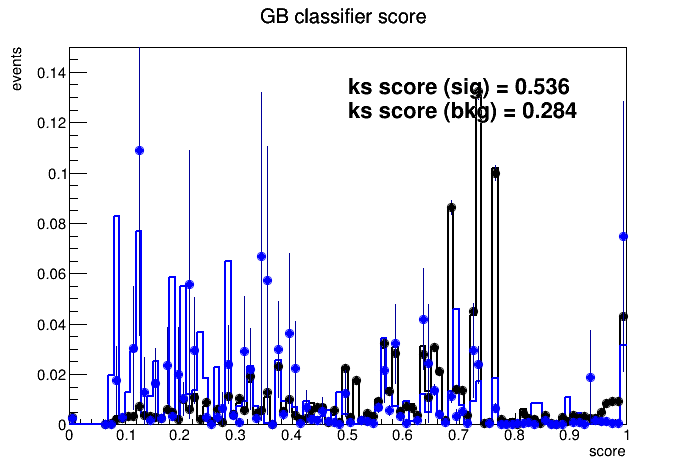 GB classifier score
events
ks score (sig) = 0.536
ks score (bkg) = 0.284
0.14
0.12
0.1
0.08
0.06
0.04
0.02
0
0 0.1 0.2 0.3 0.4 0.5 0.6 0.7 0.8 0.9 1
score